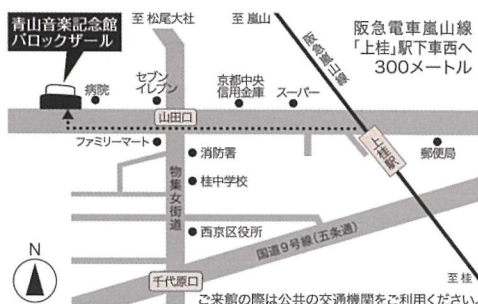 青山音楽記念館
バロックザール
至 松尾大社
至 嵐山
阪急嵐山線
阪急電車嵐山線
「上桂」駅下車西へ
300メートル
病院
セブン
イレブン
京都中央
信用金庫
スーパー
山田口
ファミリーマート
消防署
上桂駅
郵便局
物集女街道
桂中学校
西京区役所
国道9号線(五条通)
N
千代原口
至 桂
ご来館の際は公共の交通機関をご利用ください。